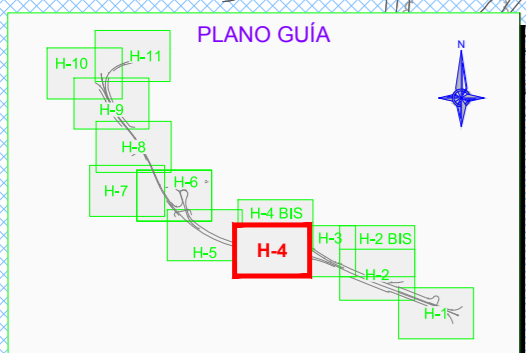 PLANO GUÍA
N
H-11
H-10
H-9
H-8
H-7
H-6
H-4 BIS
H-5
H-4
H-3
H-2 BIS
H-2
H-1